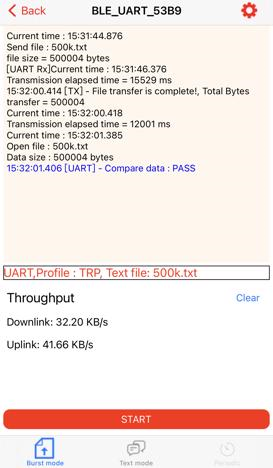 Back
BLE_UART_53B9
Current time : 15:31:44.876
Send file : 500k.txt
file size = 500004 bytes
[UART Rx]Current time : 15:31:46.376
Transmission elapsed time = 15529 ms
15:32:00.414 [TX] - File transfer is complete!, Total Bytes
transfer = 500004
Current time : 15:32:00.418
Transmission elapsed time = 12001 ms
Current time : 15:32:01.385
Open file : 500k.txt
Data size : 500004 bytes
15:32:01.406 [UART] - Compare data : PASS
UART,Profile : TRP, Text file: 500k.txt
Throughput
Clear
Downlink: 32.20 KB/s
Uplink: 41.66 KB/s
START
Burst mode
Text mode
Periodic